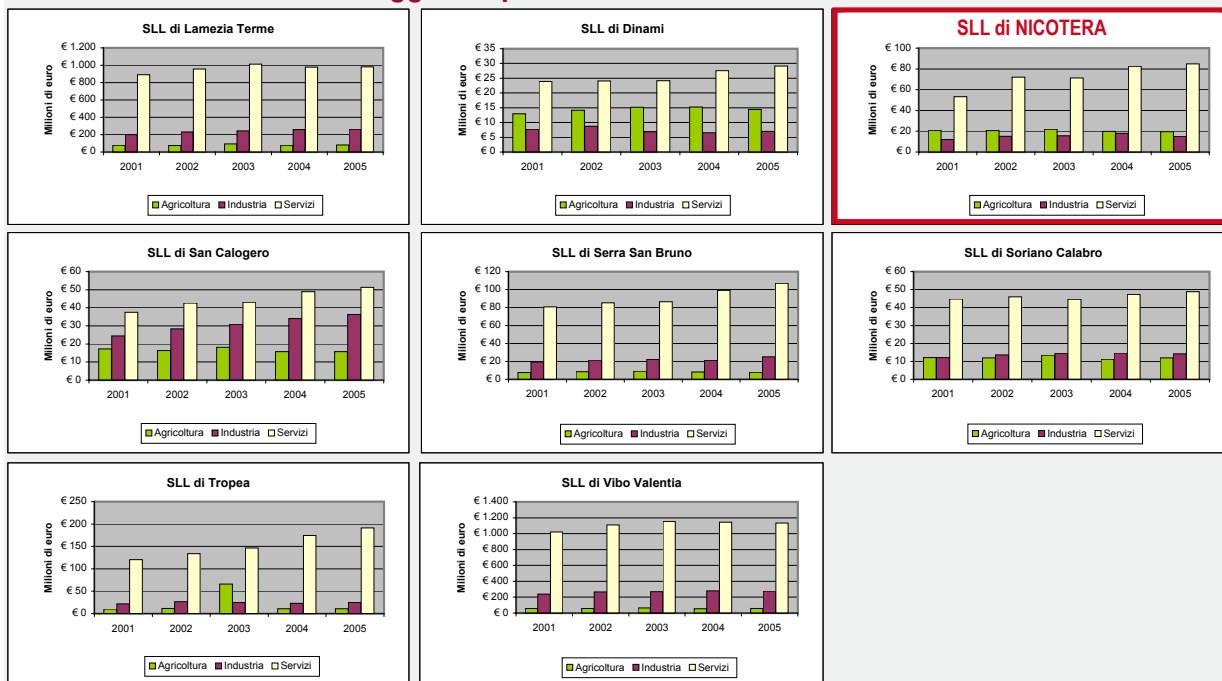 SLL di Lamezia Terme
Milioni di euro
€ 1.200
€ 1.000
€ 800
€ 600
€ 400
€ 200
€ 0
2001 2002 2003 2004 2005
Agricoltura Industria Servizi
SLL di Dinami
Milioni di euro
€ 35
€ 30
€ 25
€ 20
€ 15
€ 10
€ 5
€ 0
2001 2002 2003 2004 2005
Agricoltura Industria Servizi
SLL di NICOTERA
Milioni di euro
€ 100
€ 80
€ 60
€ 40
€ 20
€ 0
2001 2002 2003 2004 2005
Agricoltura Industria Servizi
SLL di San Calogero
Milioni di euro
€ 60
€ 50
€ 40
€ 30
€ 20
€ 10
€ 0
2001 2002 2003 2004 2005
Agricoltura Industria Servizi
SLL di Serra San Bruno
Milioni di euro
€ 120
€ 100
€ 80
€ 60
€ 40
€ 20
€ 0
2001 2002 2003 2004 2005
Agricoltura Industria Servizi
SLL di Soriano Calabro
Milioni di euro
€ 60
€ 50
€ 40
€ 30
€ 20
€ 10
€ 0
2001 2002 2003 2004 2005
Agricoltura Industria Servizi
SLL di Tropea
Milioni di euro
€ 250
€ 200
€ 150
€ 100
€ 50
€ 0
2001 2002 2003 2004 2005
Agricoltura Industria Servizi
SLL di Vibo Valentia
Milioni di euro
€ 1.400
€ 1.200
€ 1.000
€ 800
€ 600
€ 400
€ 200
€ 0
2001 2002 2003 2004 2005
Agricoltura Industria Servizi